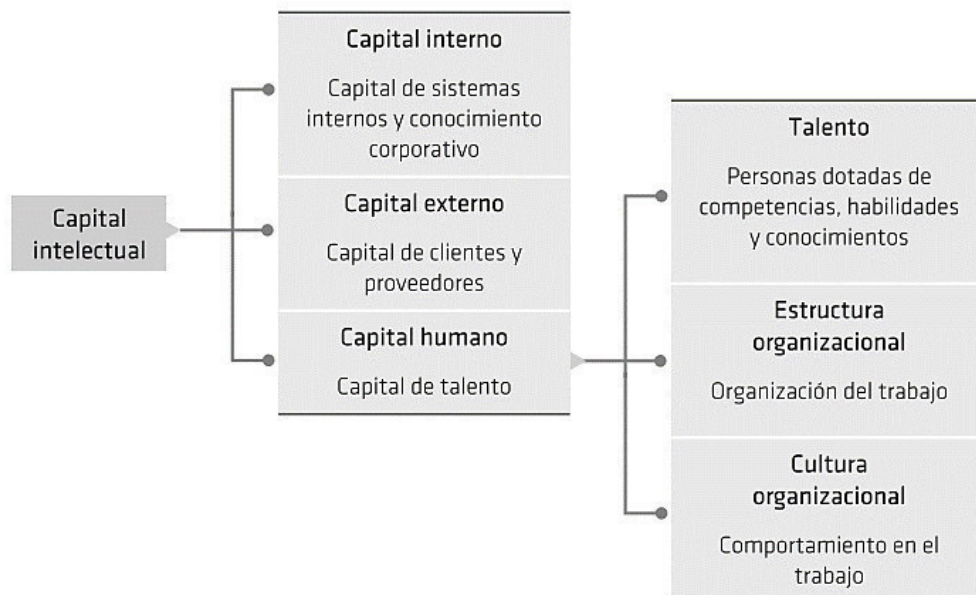 Capital
intelectual
Capital interno
Capital de sistemas
internos y conocimiento
corporativo
Capital externo
Capital de clientes y
proveedores
Capital humano
Capital de talento
Talento
Personas dotadas de
competencias, habilidades
y conocimientos
Estructura
organizacional
Organización del trabajo
Cultura
organizacional
Comportamiento en el
trabajo